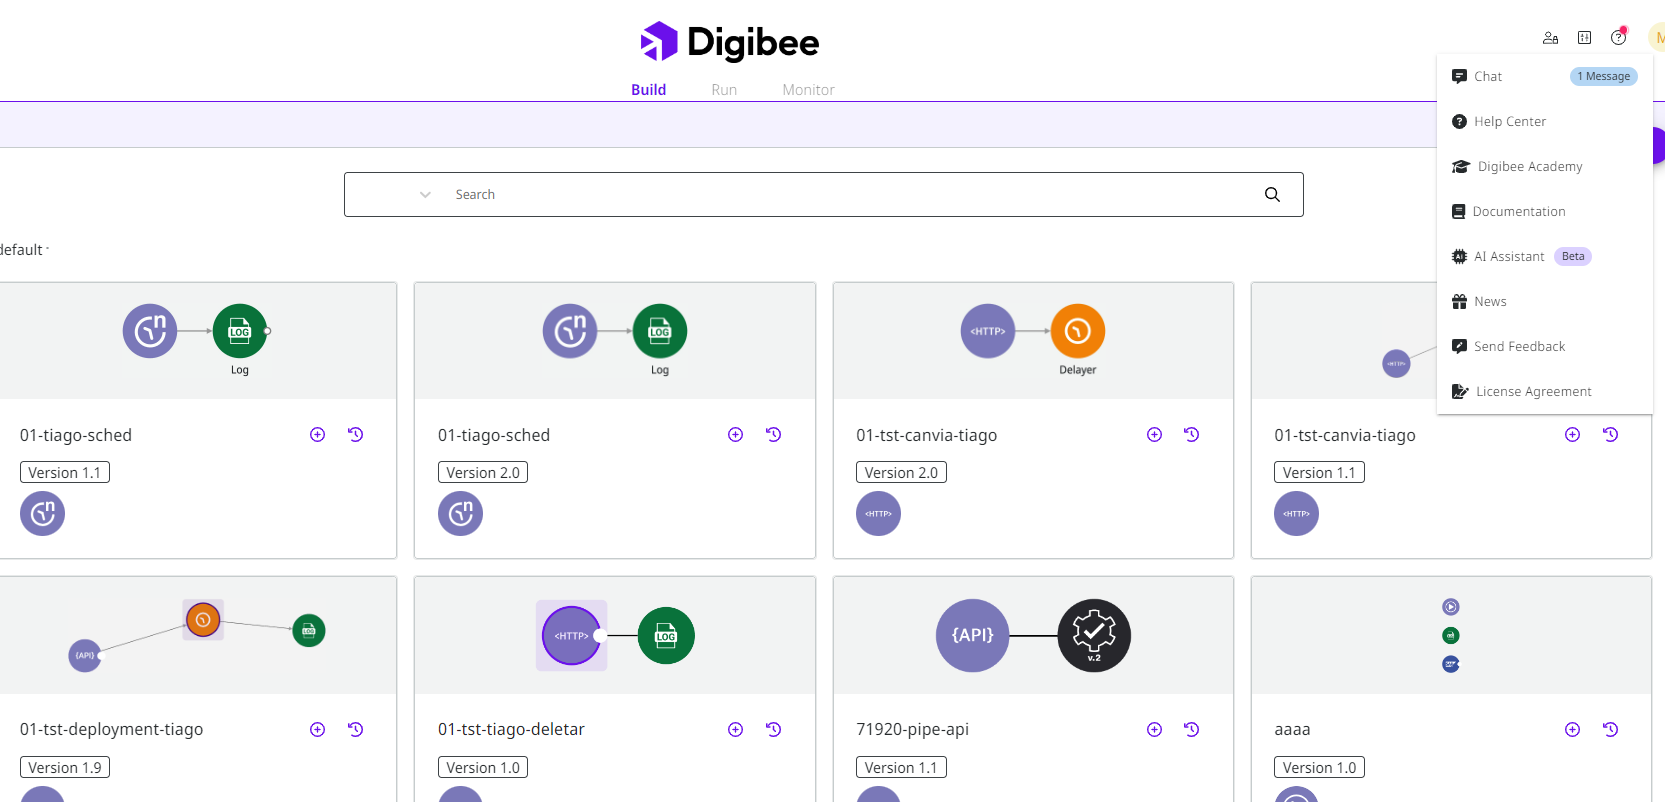 Digibee
M
Build Run Monitor
Chat 1 Message
Help Center
Digibee Academy
Documentation
AI Assistant Beta
News
Send Feedback
License Agreement
Search
default
LOG
Log
LOG
Log
<HTTP>
Delayer
<HTTP>
01-tiago-sched
01-tiago-sched
01-tst-canvia-tiago
01-tst-canvia-tiago
Version 1.1
Version 2.0
Version 2.0
Version 1.1
n
n
<HTTP>
<HTTP>
{API}
LOG
<HTTP>
LOG
{API}
v.2
01-tst-deployment-tiago
01-tst-tiago-deletar
71920-pipe-api
aaaa
Version 1.9
Version 1.0
Version 1.1
Version 1.0